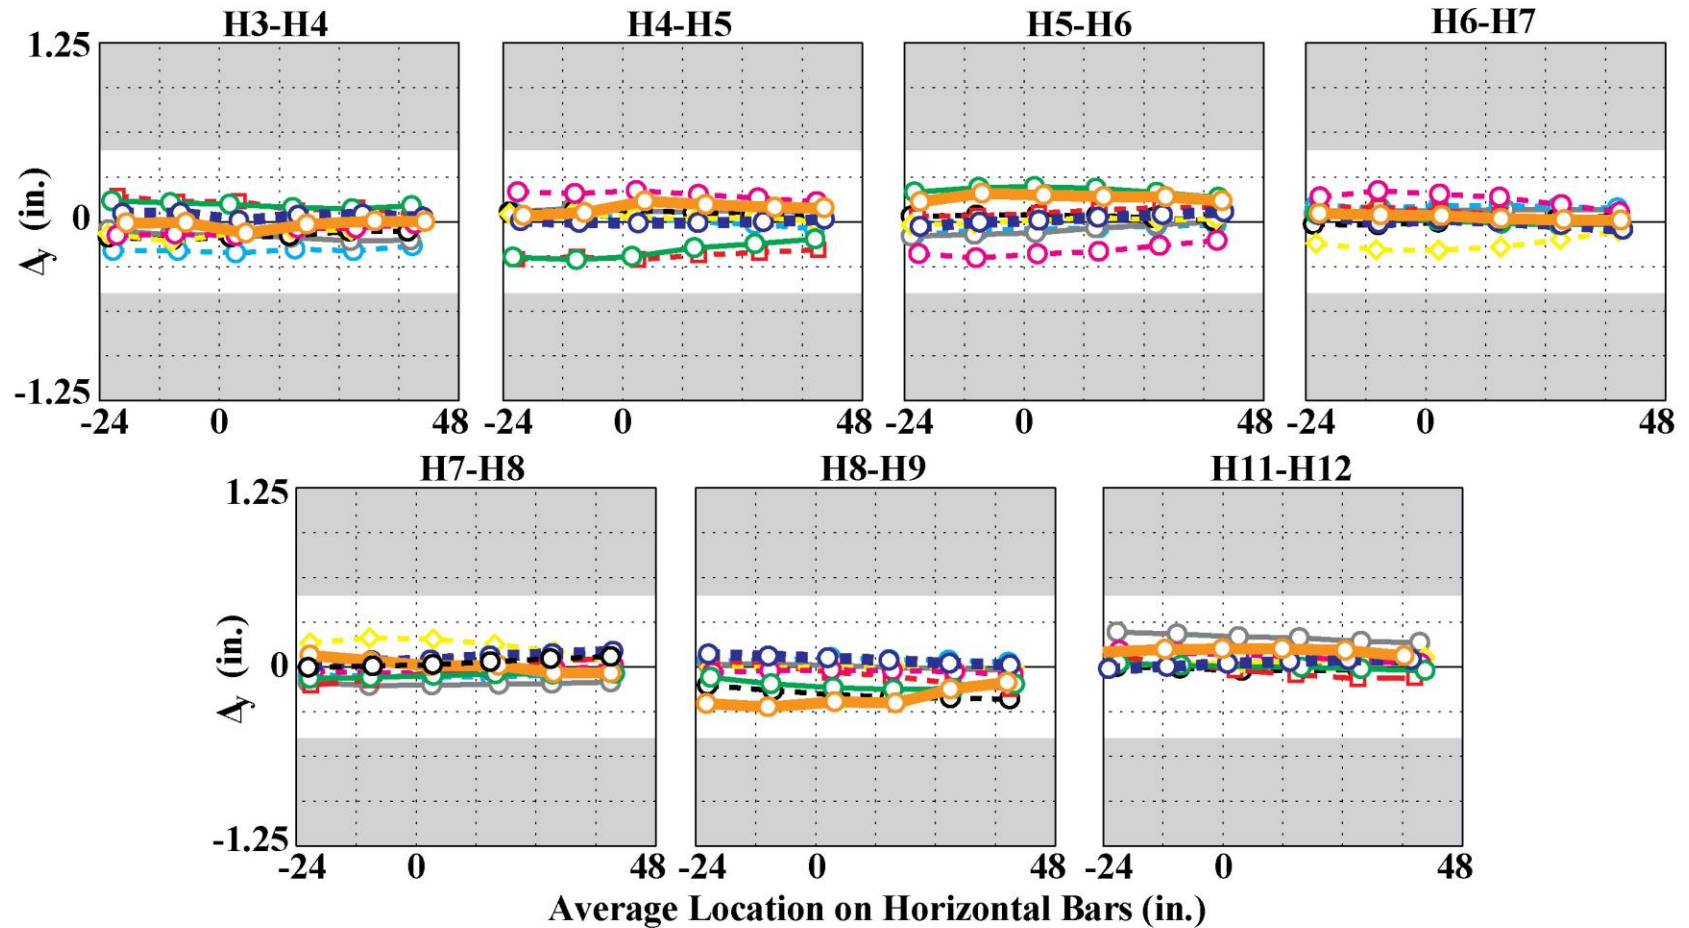 H3-H4 H4-H5 H5-H6 H6-H7
1.25
Δy (in.)
0
-1.25
-24 0 48 -24 0 48 -24 0 48 -24 0 48
H7-H8 H8-H9 H11-H12
1.25
Δy (in.)
0
-1.25
-24 0 48 -24 0 48 -24 0 48
Average Location on Horizontal Bars (in.)